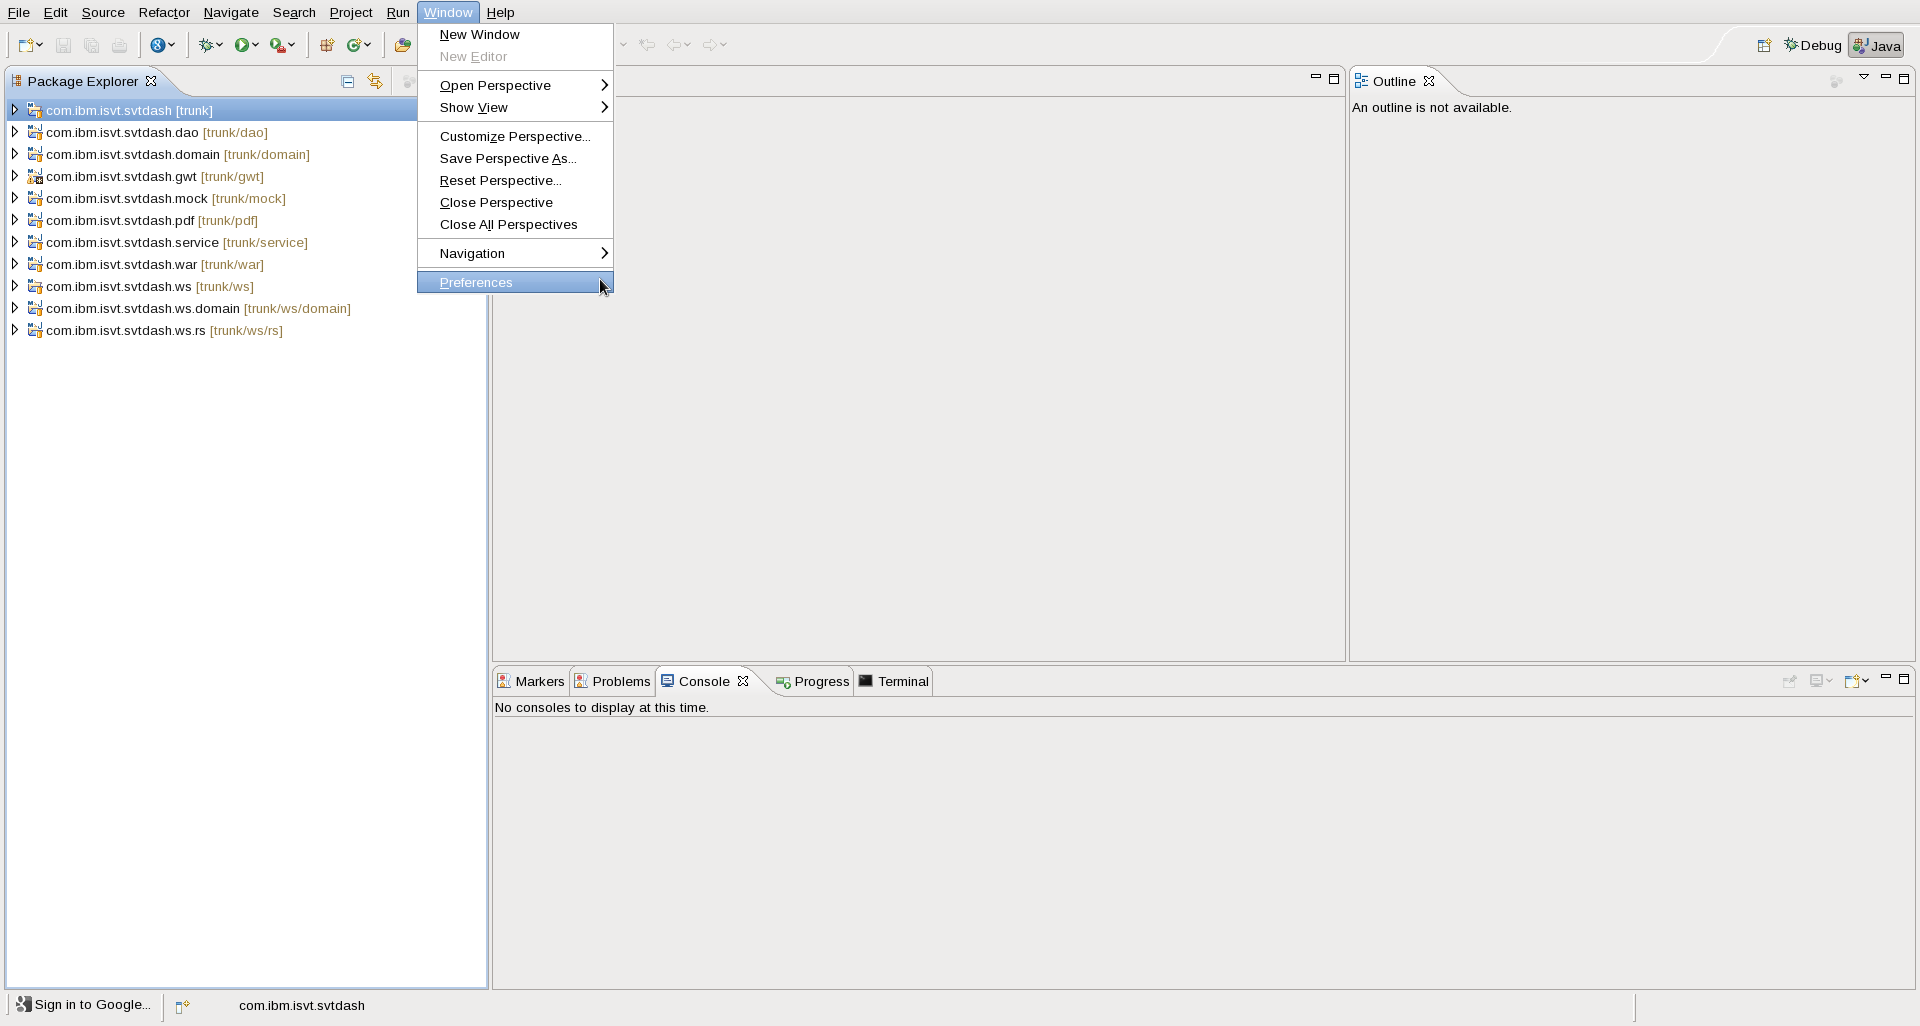 File Edit Source Refactor Navigate Search Project Run Window Help
New Window
New Editor
Open Perspective
Show View
Customize Perspective...
Save Perspective As...
Reset Perspective...
Close Perspective
Close All Perspectives
Navigation
Preferences
Debug Java
Package Explorer
com.ibm.isvt.svtdash [trunk]
com.ibm.isvt.svtdash.dao [trunk/dao]
com.ibm.isvt.svtdash.domain [trunk/domain]
com.ibm.isvt.svtdash.gwt [trunk/gwt]
com.ibm.isvt.svtdash.mock [trunk/mock]
com.ibm.isvt.svtdash.pdf [trunk/pdf]
com.ibm.isvt.svtdash.service [trunk/service]
com.ibm.isvt.svtdash.war [trunk/war]
com.ibm.isvt.svtdash.ws [trunk/ws]
com.ibm.isvt.svtdash.ws.domain [trunk/ws/domain]
com.ibm.isvt.svtdash.ws.rs [trunk/ws/rs]
Outline
An outline is not available.
Markers Problems Console Progress Terminal
No consoles to display at this time.
Sign in to Google... com.ibm.isvt.svtdash